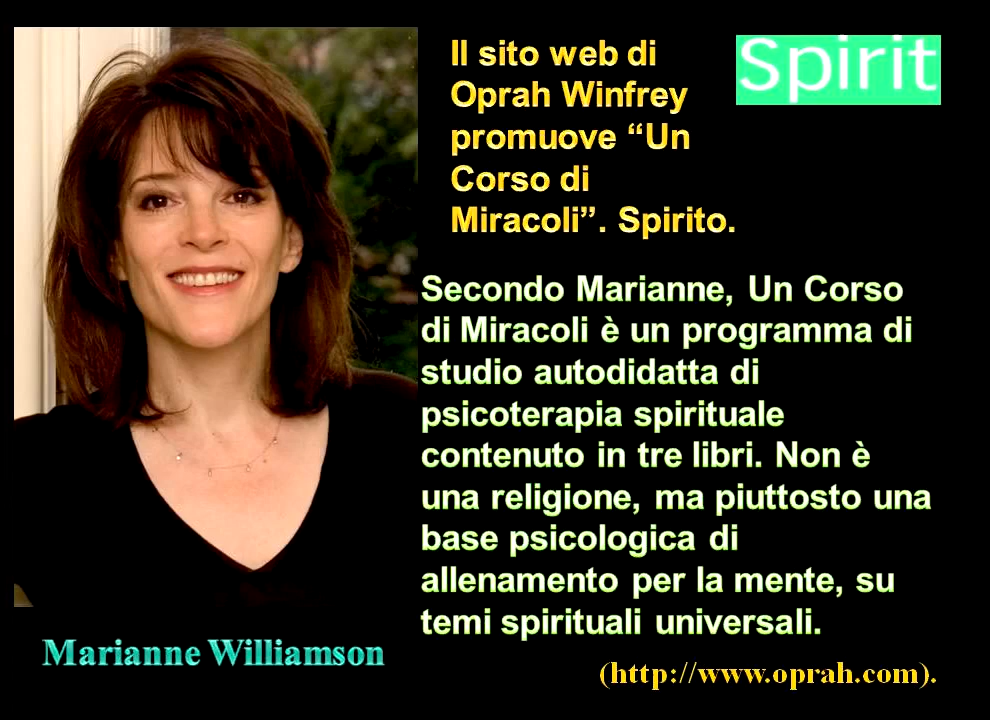 Il sito web di
Oprah Winfrey
promuove “Un
Corso di
Miracoli”. Spirito.
Spirit
Secondo Marianne, Un Corso
di Miracoli è un programma di
studio autodidatta di
psicoterapia spirituale
contenuto in tre libri. Non è
una religione, ma piuttosto una
base psicologica di
allenamento per la mente, su
temi spirituali universali.
Marianne Williamson
(http://www.oprah.com).